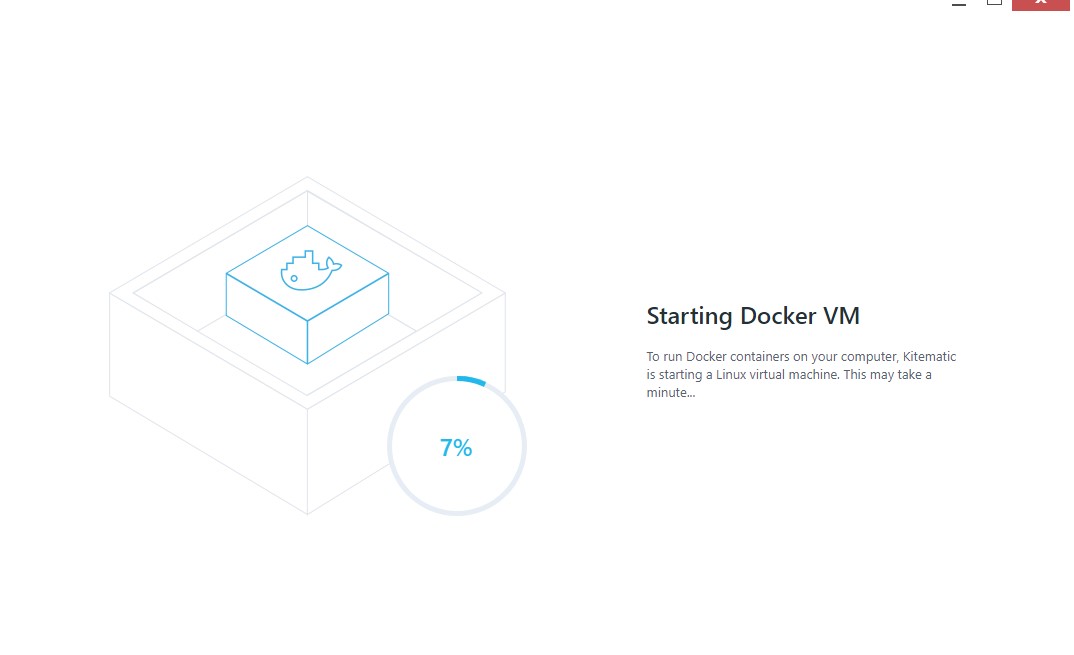 Starting Docker VM
To run Docker containers on your computer, Kitematic
is starting a Linux virtual machine. This may take a
minute...
7%